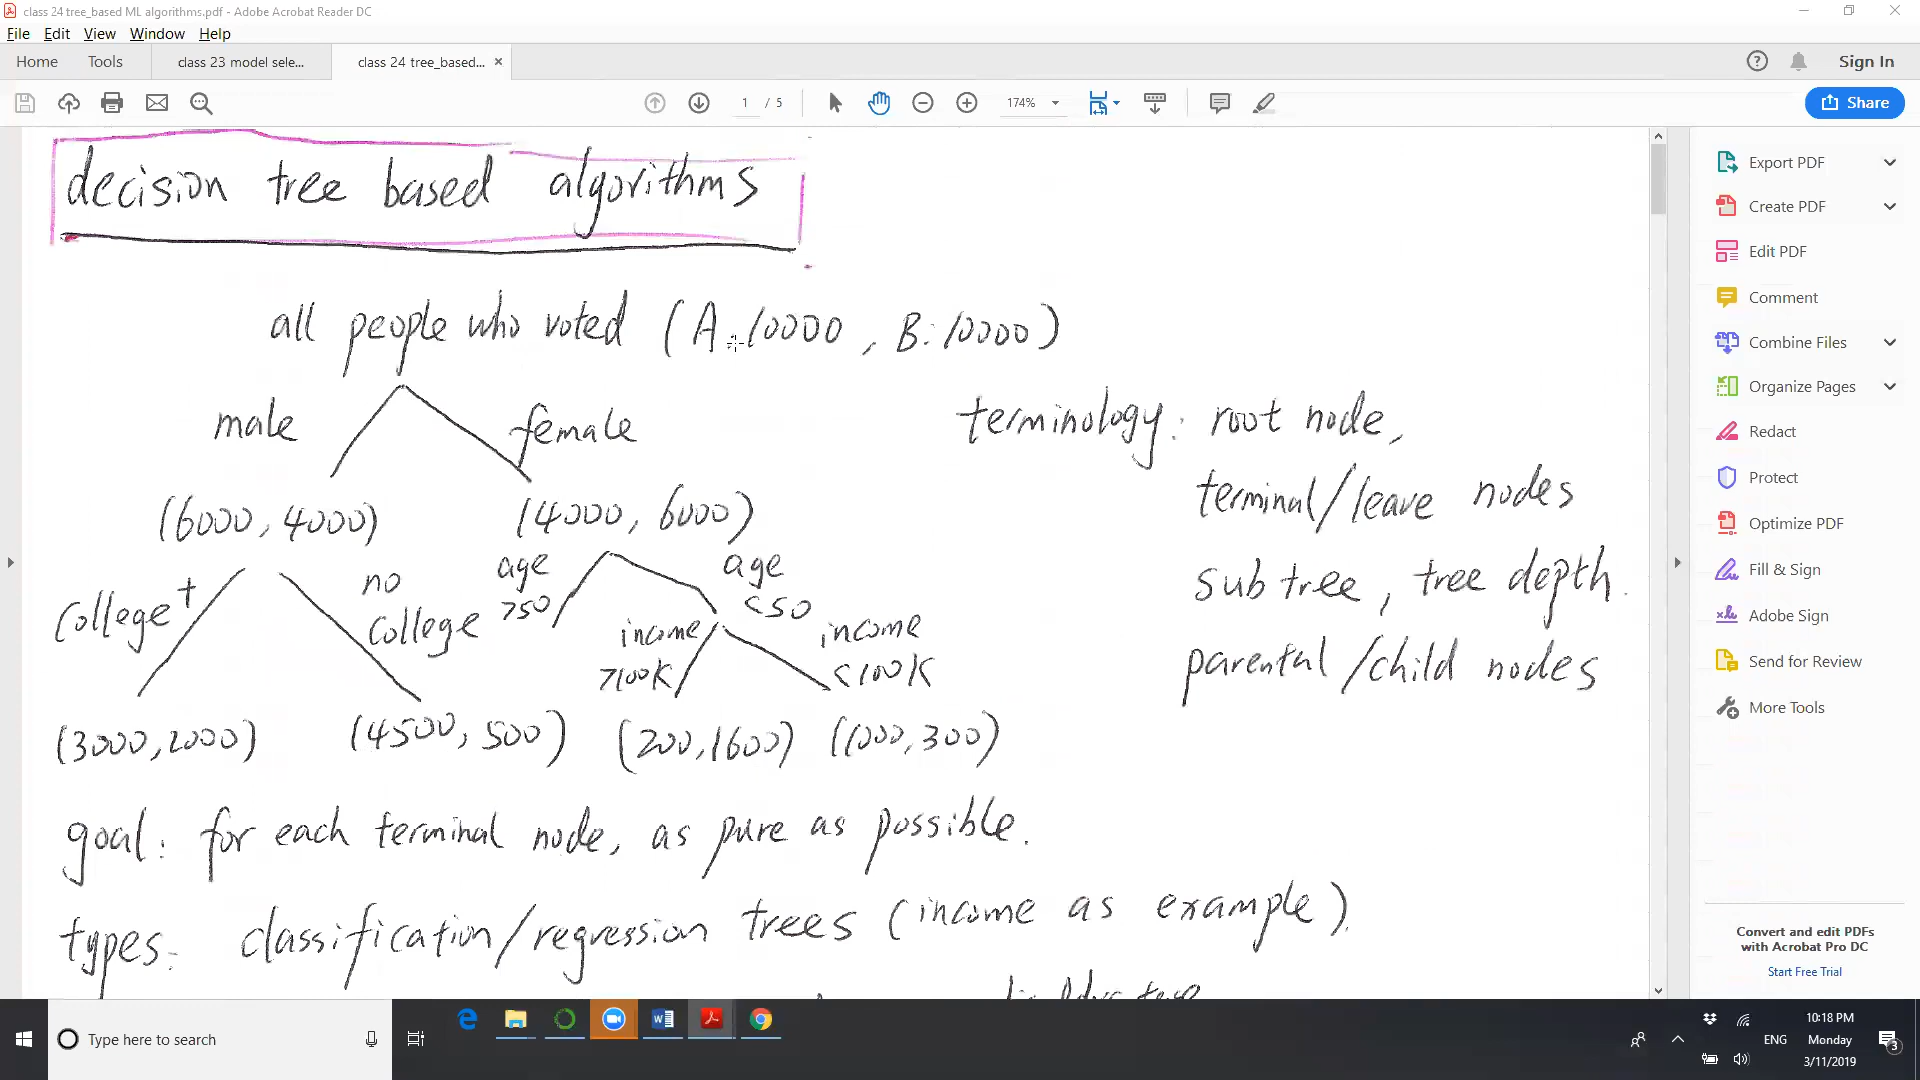 class 24 tree_based ML algorithms.pdf - Adobe Acrobat Reader DC
File Edit View Window Help
Home Tools class 23 model sele... class 24 tree_based... × Sign In
1 / 5 174% Share
decision tree based algorithms
all people who voted (A:10000, B:10000)
male female
(6000, 4000) (4000, 6000)
College+ no college age >50 age <50
income >100K income <100K
(3000,2000) (4500, 500) (200,1600) (1000,300)
terminology: root node,
terminal/leave nodes
subtree, tree depth.
parental/child nodes
goal: for each terminal node, as pure as possible.
types: classification/regression trees (income as example).
Export PDF
Create PDF
Edit PDF
Comment
Combine Files
Organize Pages
Redact
Protect
Optimize PDF
Fill & Sign
Adobe Sign
Send for Review
More Tools
Convert and edit PDFs
with Acrobat Pro DC
Start Free Trial
Type here to search
ENG
10:18 PM
Monday
3/11/2019
3